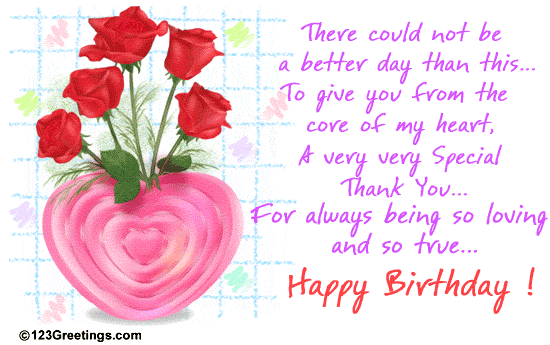 There could not be
a better day than this...
To give you from the
core of my heart,
A very very Special
Thank You...
For always being so loving
and so true...
Happy Birthday !
©123Greetings.com